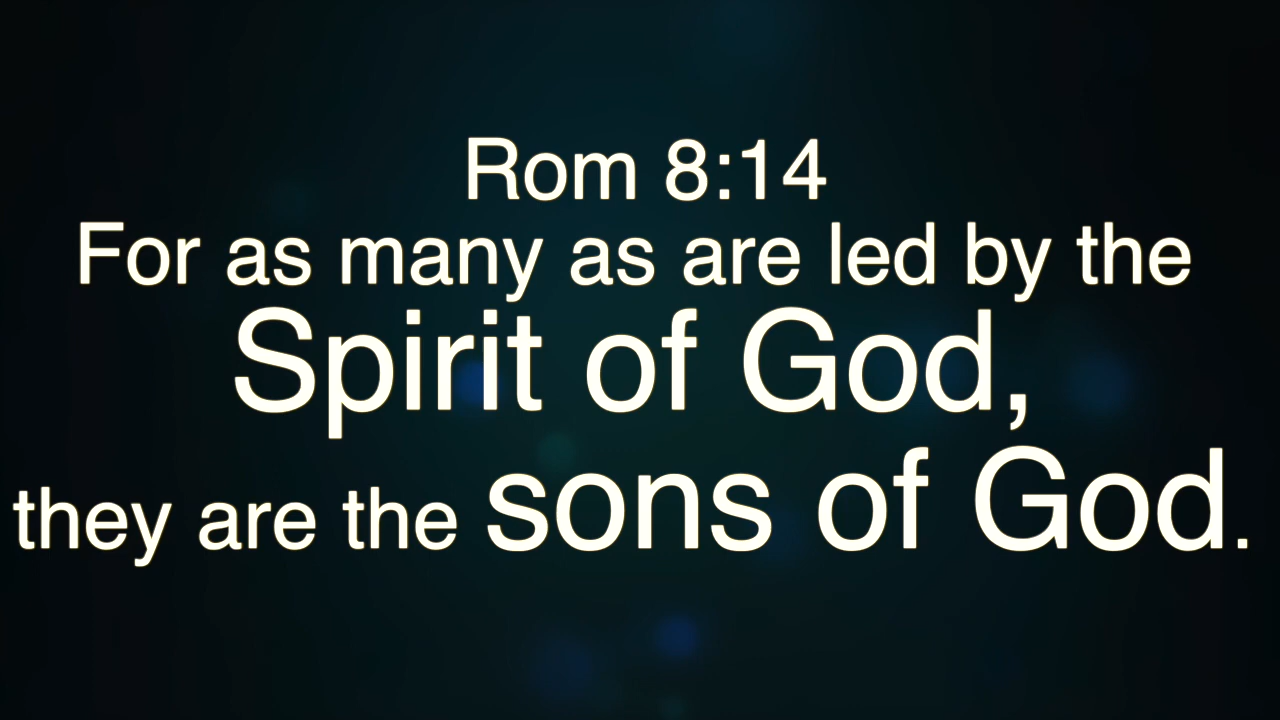 Rom 8:14
For as many as are led by the
Spirit of God,
they are the sons of God.